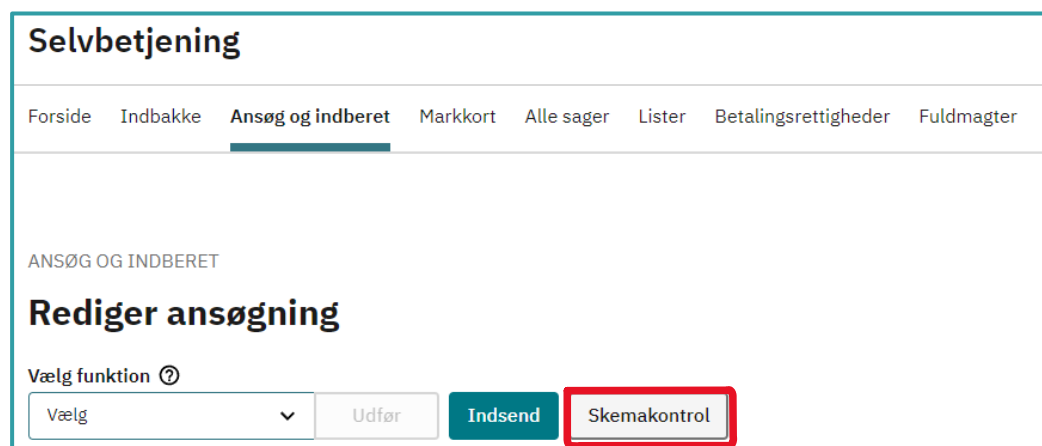 Selvbetjening
Forside Indbakke Ansøg og indberet Markkort Alle sager Lister Betalingsrettigheder Fuldmagter
ANSØG OG INDBERET
Rediger ansøgning
Vælg funktion ?
Vælg Udfør Indsend Skemakontrol